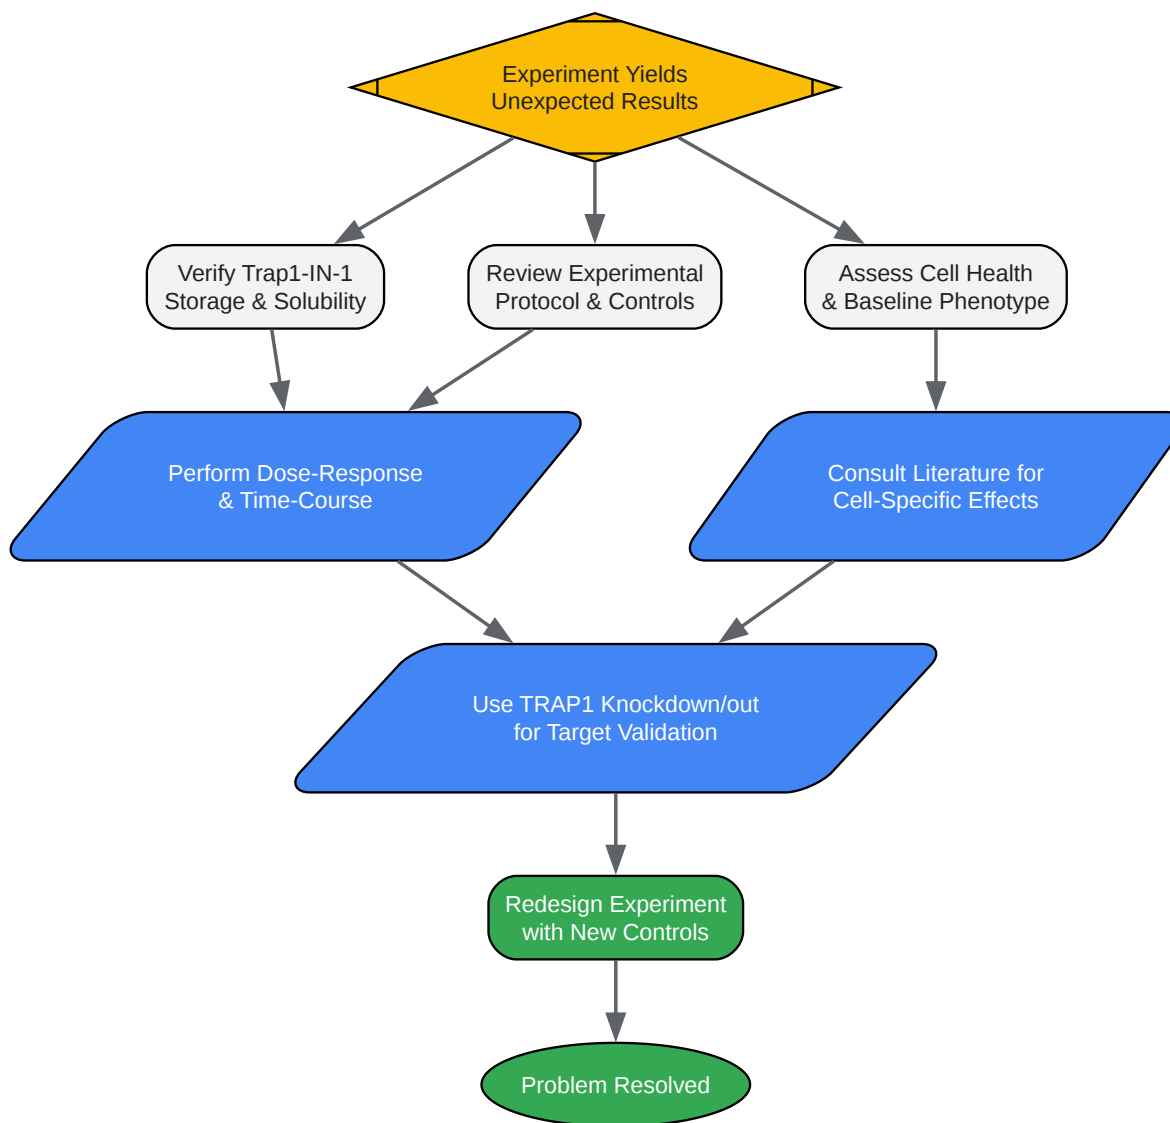 Experiment Yields
Unexpected Results
Verify Trap1-IN-1
Storage & Solubility
Review Experimental
Protocol & Controls
Assess Cell Health
& Baseline Phenotype
Perform Dose-Response
& Time-Course
Consult Literature for
Cell-Specific Effects
Use TRAP1 Knockdown/out
for Target Validation
Redesign Experiment
with New Controls
Problem Resolved